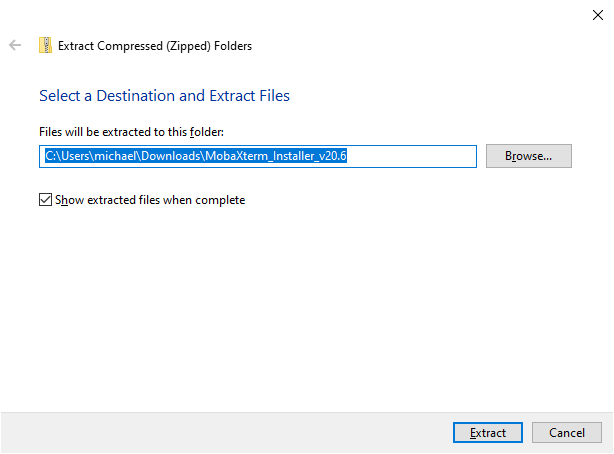 Extract Compressed (Zipped) Folders
Select a Destination and Extract Files
Files will be extracted to this folder:
C:\Users\michael\Downloads\MobaXterm_Installer_v20.6
Browse...
Show extracted files when complete
Extract
Cancel